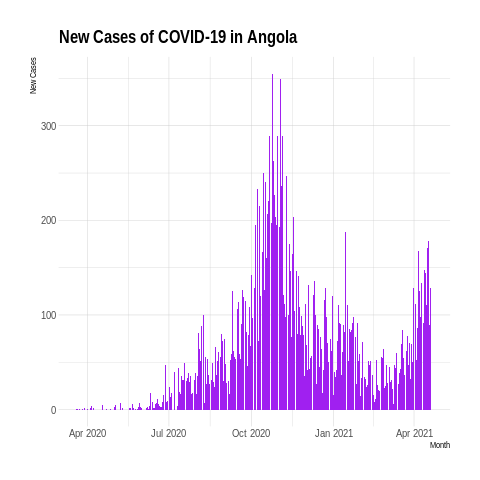 New Cases of COVID-19 in Angola
New Cases
300
200
100
0
Apr 2020 Jul 2020 Oct 2020 Jan 2021 Apr 2021
Month